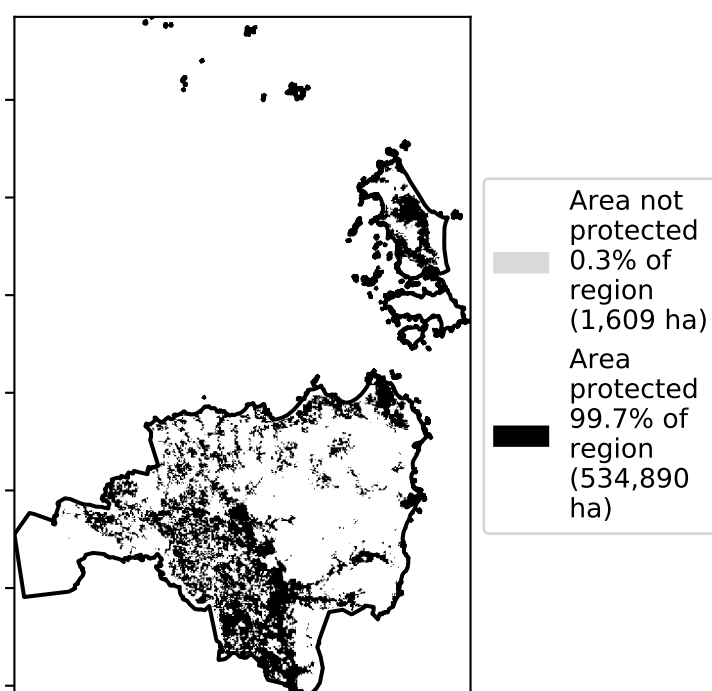 Area not
protected
0.3% of
region
(1,609 ha)
Area
protected
99.7% of
region
(534,890
ha)